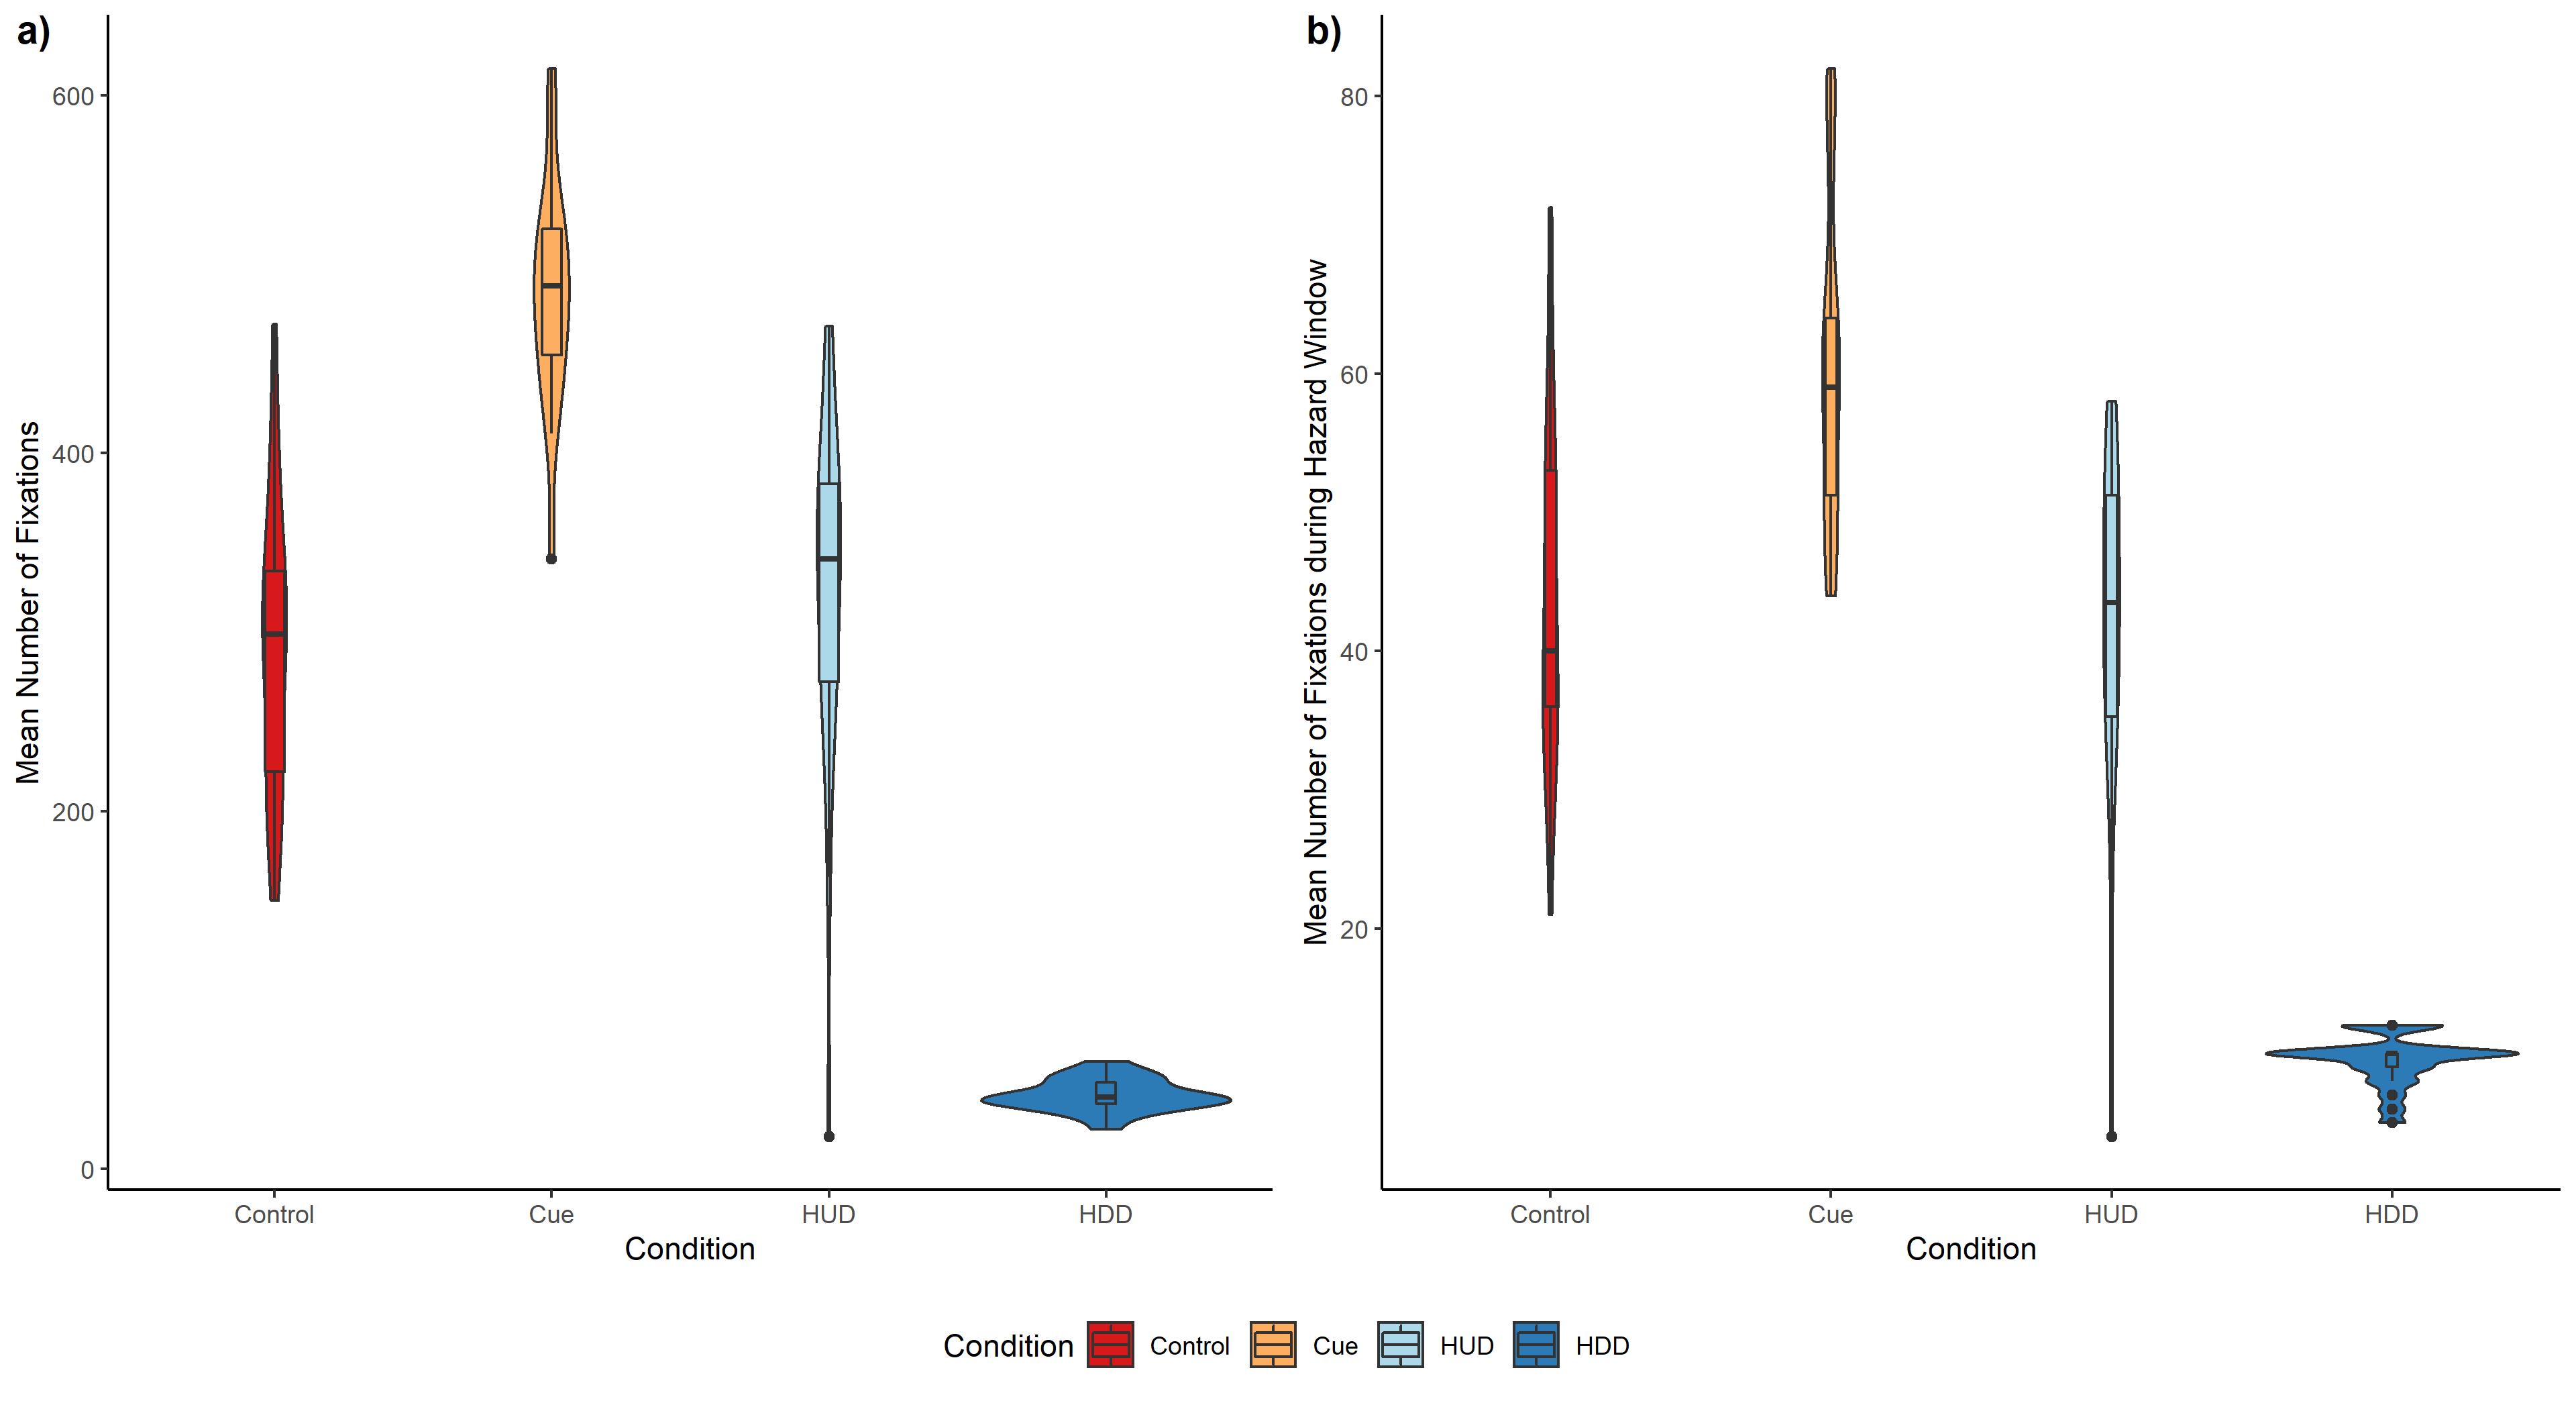 a)
Mean Number of Fixations
600
400
200
0
Control Cue HUD HDD
Condition
b)
Mean Number of Fixations during Hazard Window
80
60
40
20
Control Cue HUD HDD
Condition
Condition Control Cue HUD HDD